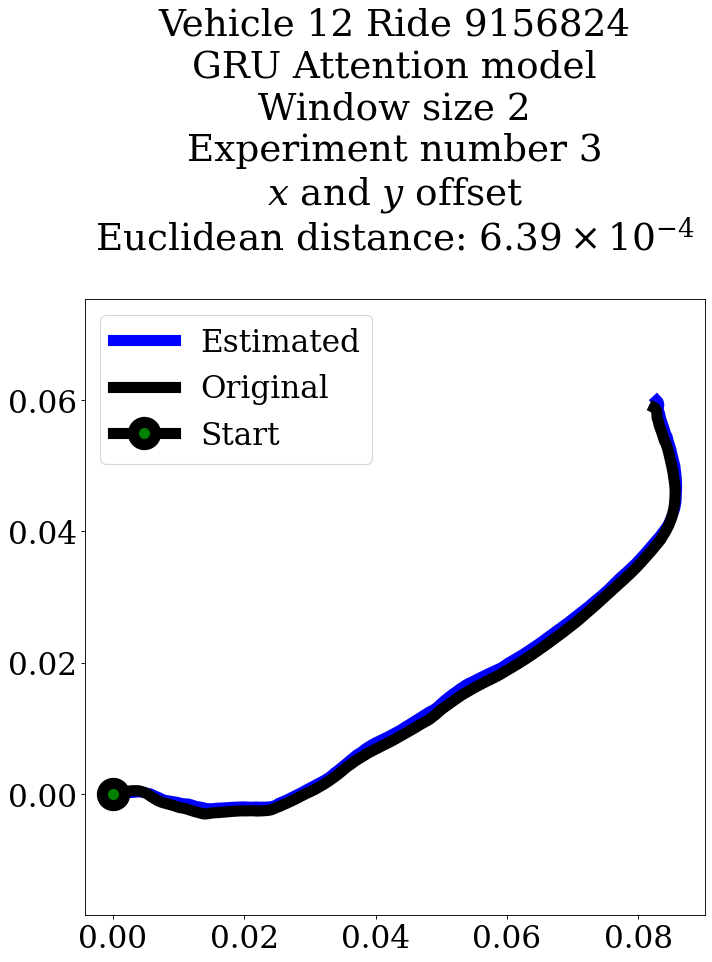 Vehicle 12 Ride 9156824
GRU Attention model
Window size 2
Experiment number 3
x and y offset
Euclidean distance: 6.39 × 10⁻⁴
Estimated
Original
Start
0.06
0.04
0.02
0.00
0.00 0.02 0.04 0.06 0.08